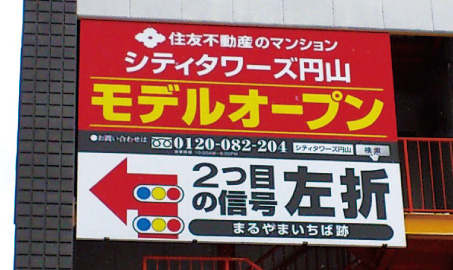 住友不動産のマンション
シティタワーズ円山
モデルオープン
●お問い合わせは 0120-082-204 シティタワーズ円山 検索
2つ目の信号 左折
まるやまいちば跡